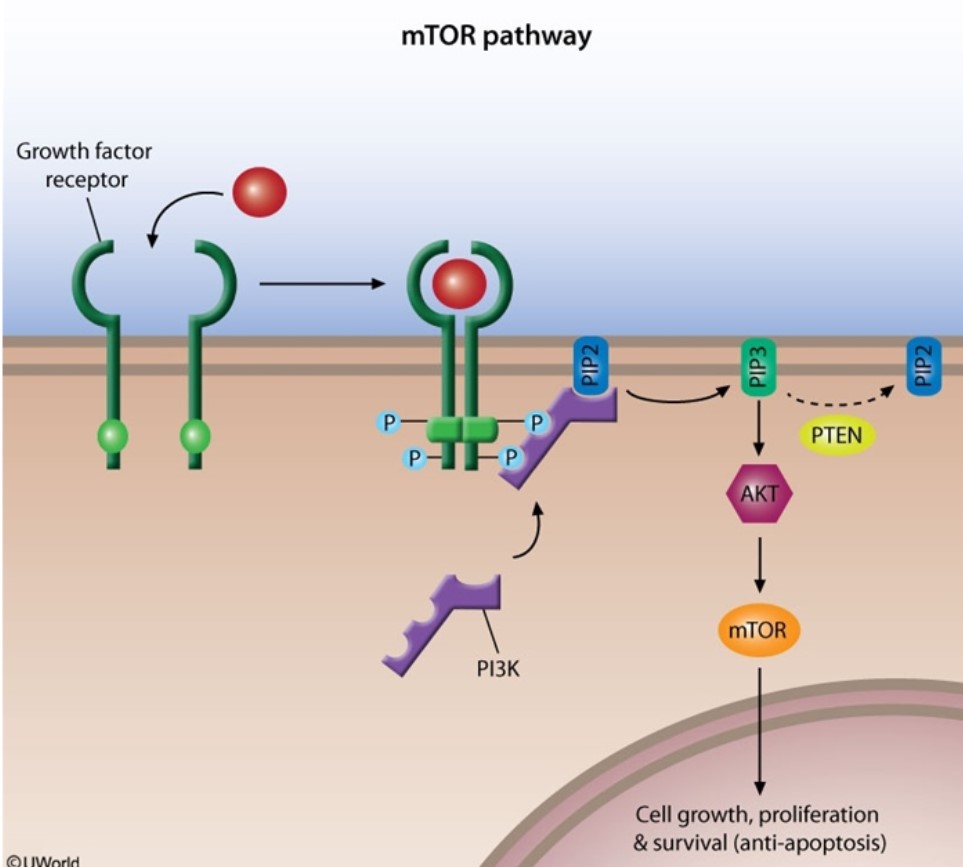 mTOR pathway
Growth factor
receptor
PIP2
PIP3
PIP2
P
P
P
P
PTEN
AKT
mTOR
PI3K
Cell growth, proliferation
& survival (anti-apoptosis)
©UWorld